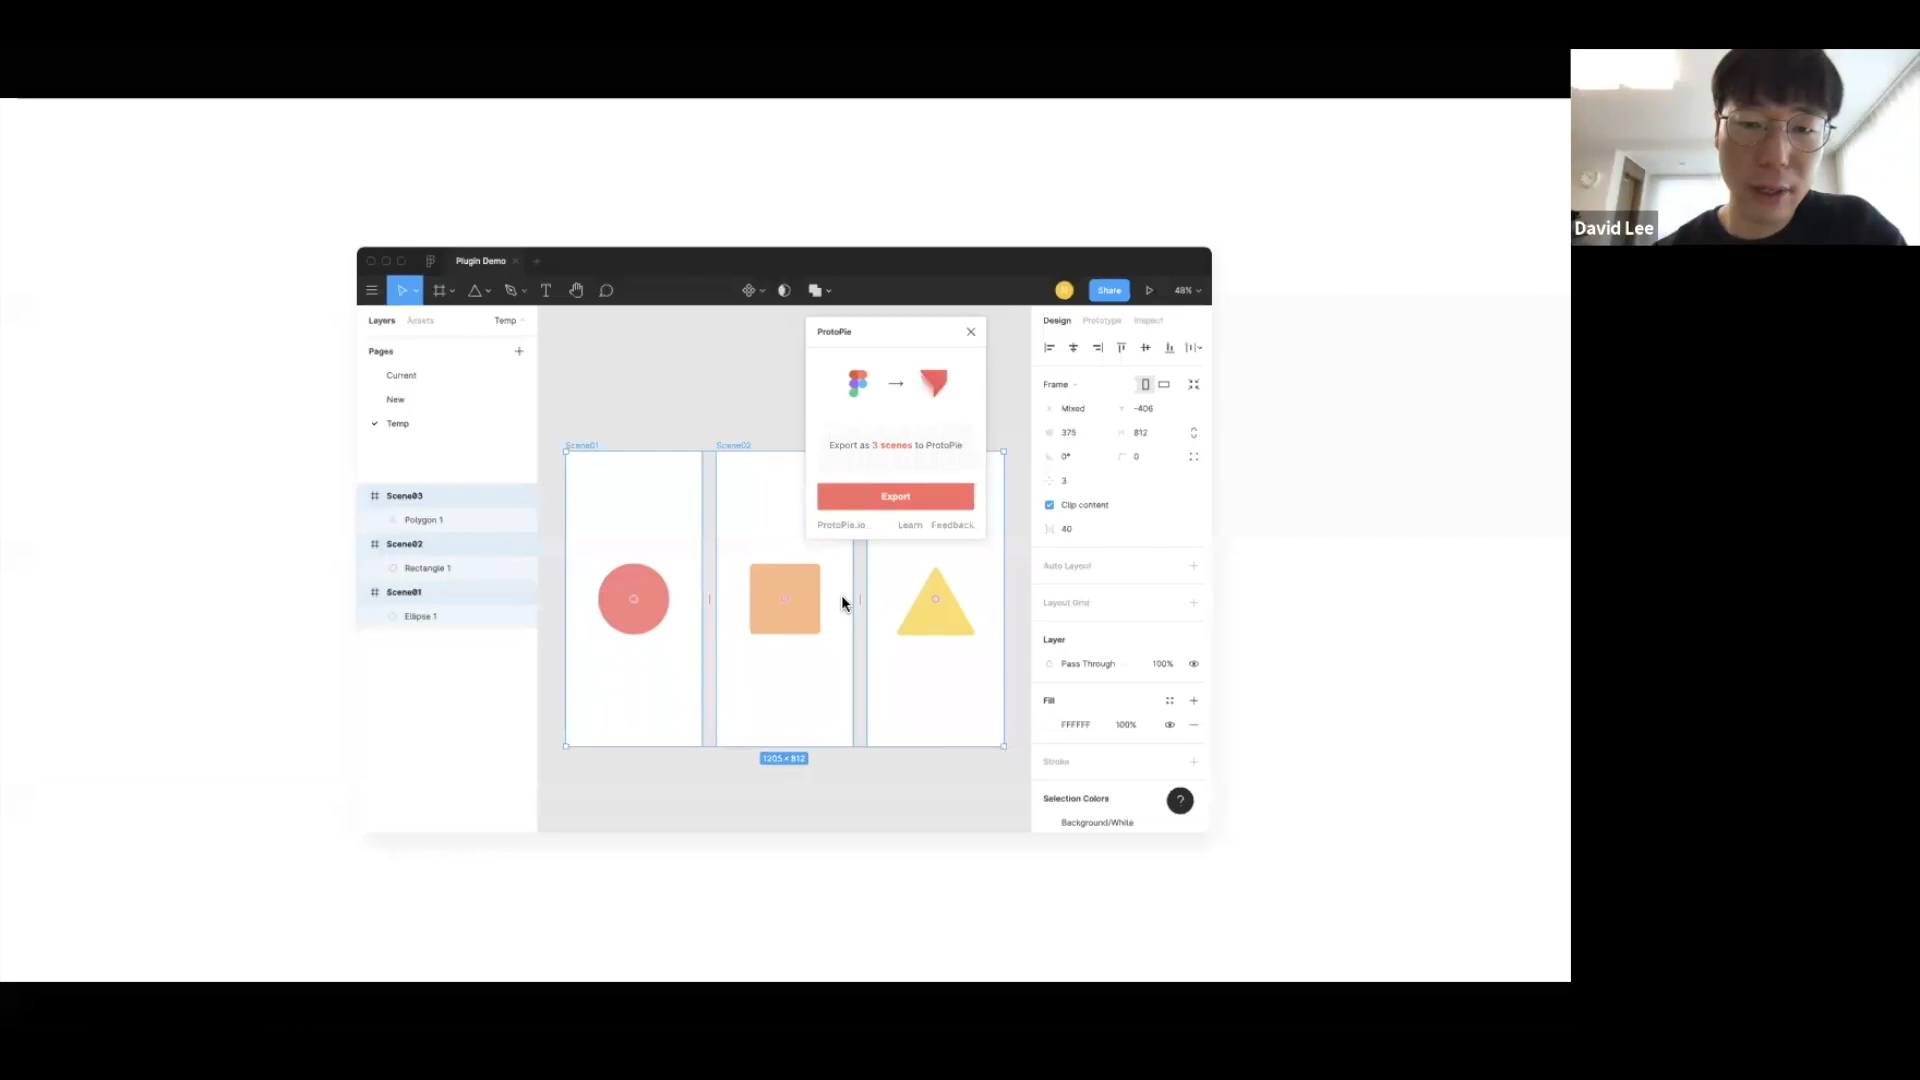 David Lee
Plugin Demo
Share
48%
Layers Assets Temp
Pages
Current
New
Temp
Scene03
Polygon 1
Scene02
Rectangle 1
Scene01
Ellipse 1
Scene01
Scene02
1205 × 812
ProtoPie
Export as 3 scenes to ProtoPie
Export
ProtoPie.io Learn Feedback
Design Prototype Inspect
Frame
X Mixed Y -406
W 375 H 812
0° 0
3
Clip content
40
Auto Layout
Layout Grid
Layer
Pass Through 100%
Fill
FFFFFF 100%
Stroke
Selection Colors
?
Background/White